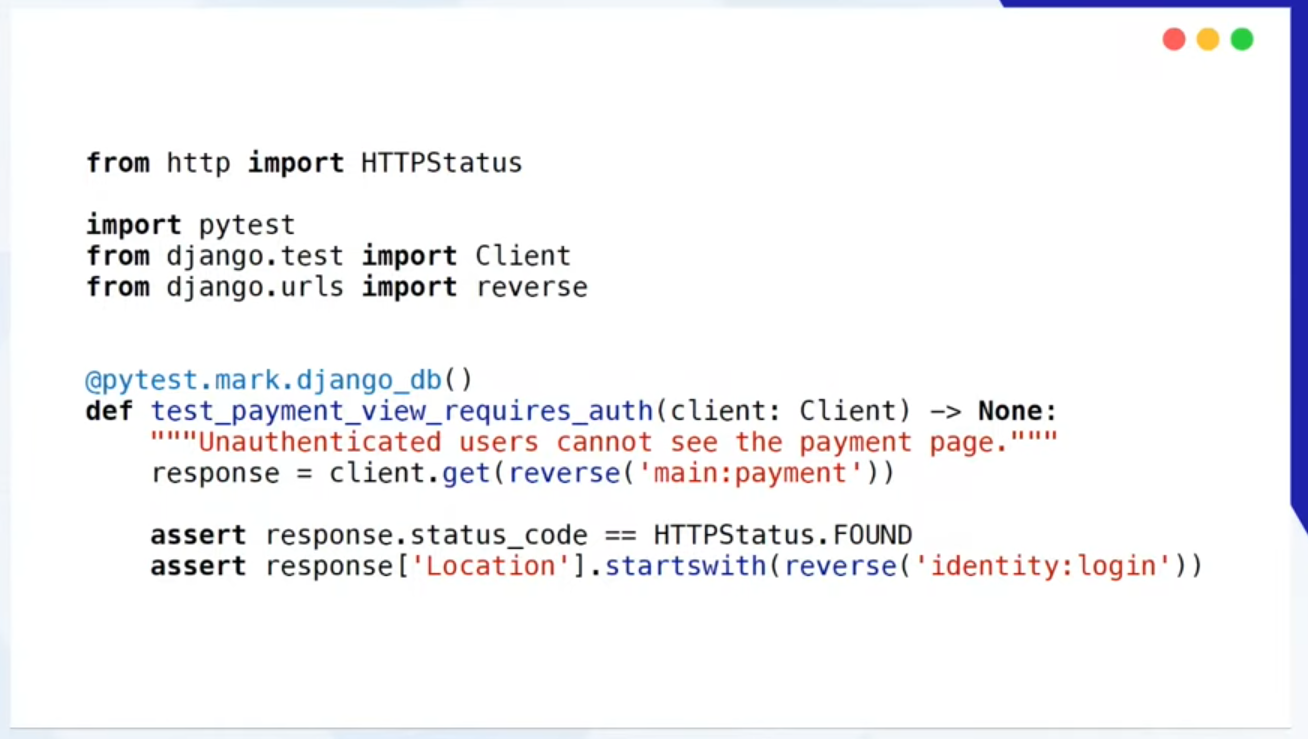 from http import HTTPStatus
import pytest
from django.test import Client
from django.urls import reverse
@pytest.mark.django_db()
def test_payment_view_requires_auth(client: Client) -> None:
    """Unauthenticated users cannot see the payment page."""
    response = client.get(reverse('main:payment'))
    assert response.status_code == HTTPStatus.FOUND
    assert response['Location'].startswith(reverse('identity:login'))